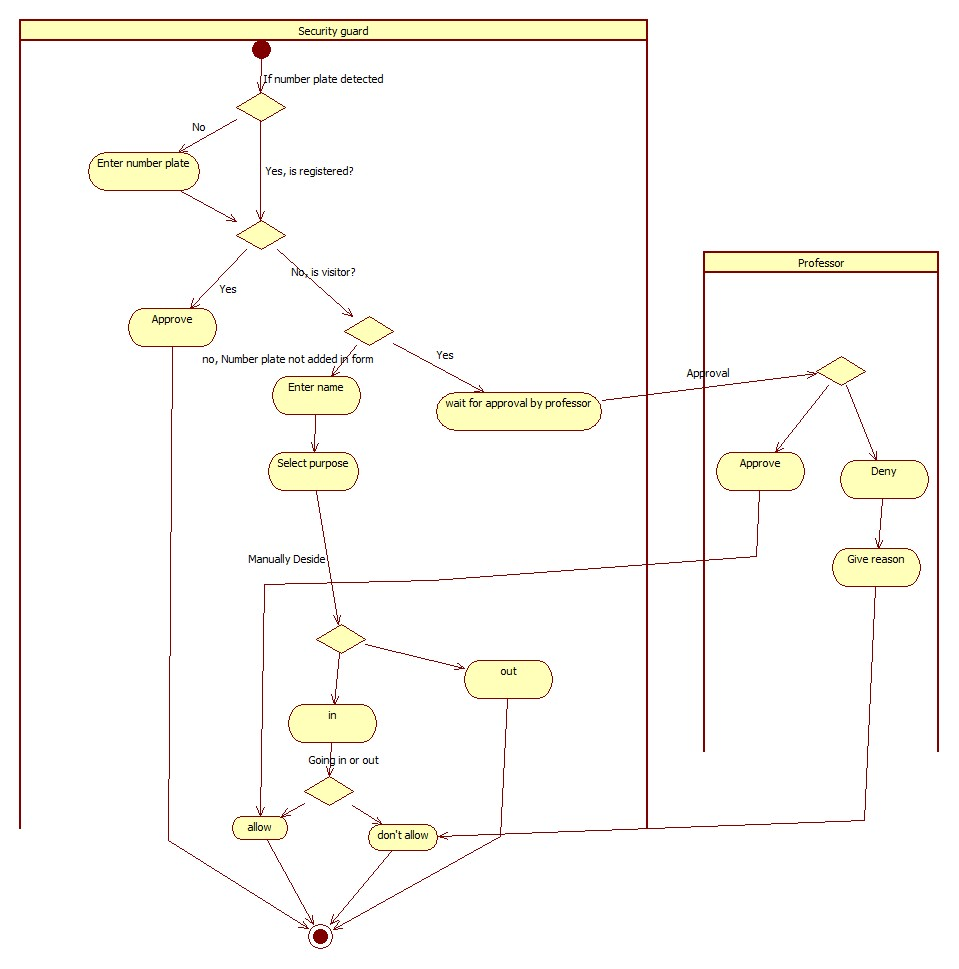 Security guard
If number plate detected
No
Enter number plate
Yes, is registered?
Professor
No, is visitor?
Yes
Approve
no, Number plate not added in form
Yes
Approval
Enter name
wait for approval by professor
Select purpose
Approve
Deny
Manually Deside
Give reason
out
in
Going in or out
allow
don't allow